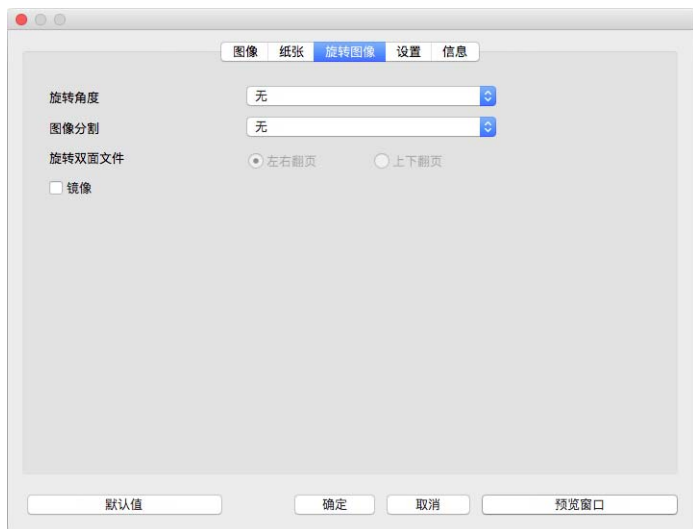 图像 纸张 旋转图像 设置 信息
旋转角度 无
图像分割 无
旋转双面文件 左右翻页 上下翻页
镜像
默认值 确定 取消 预览窗口